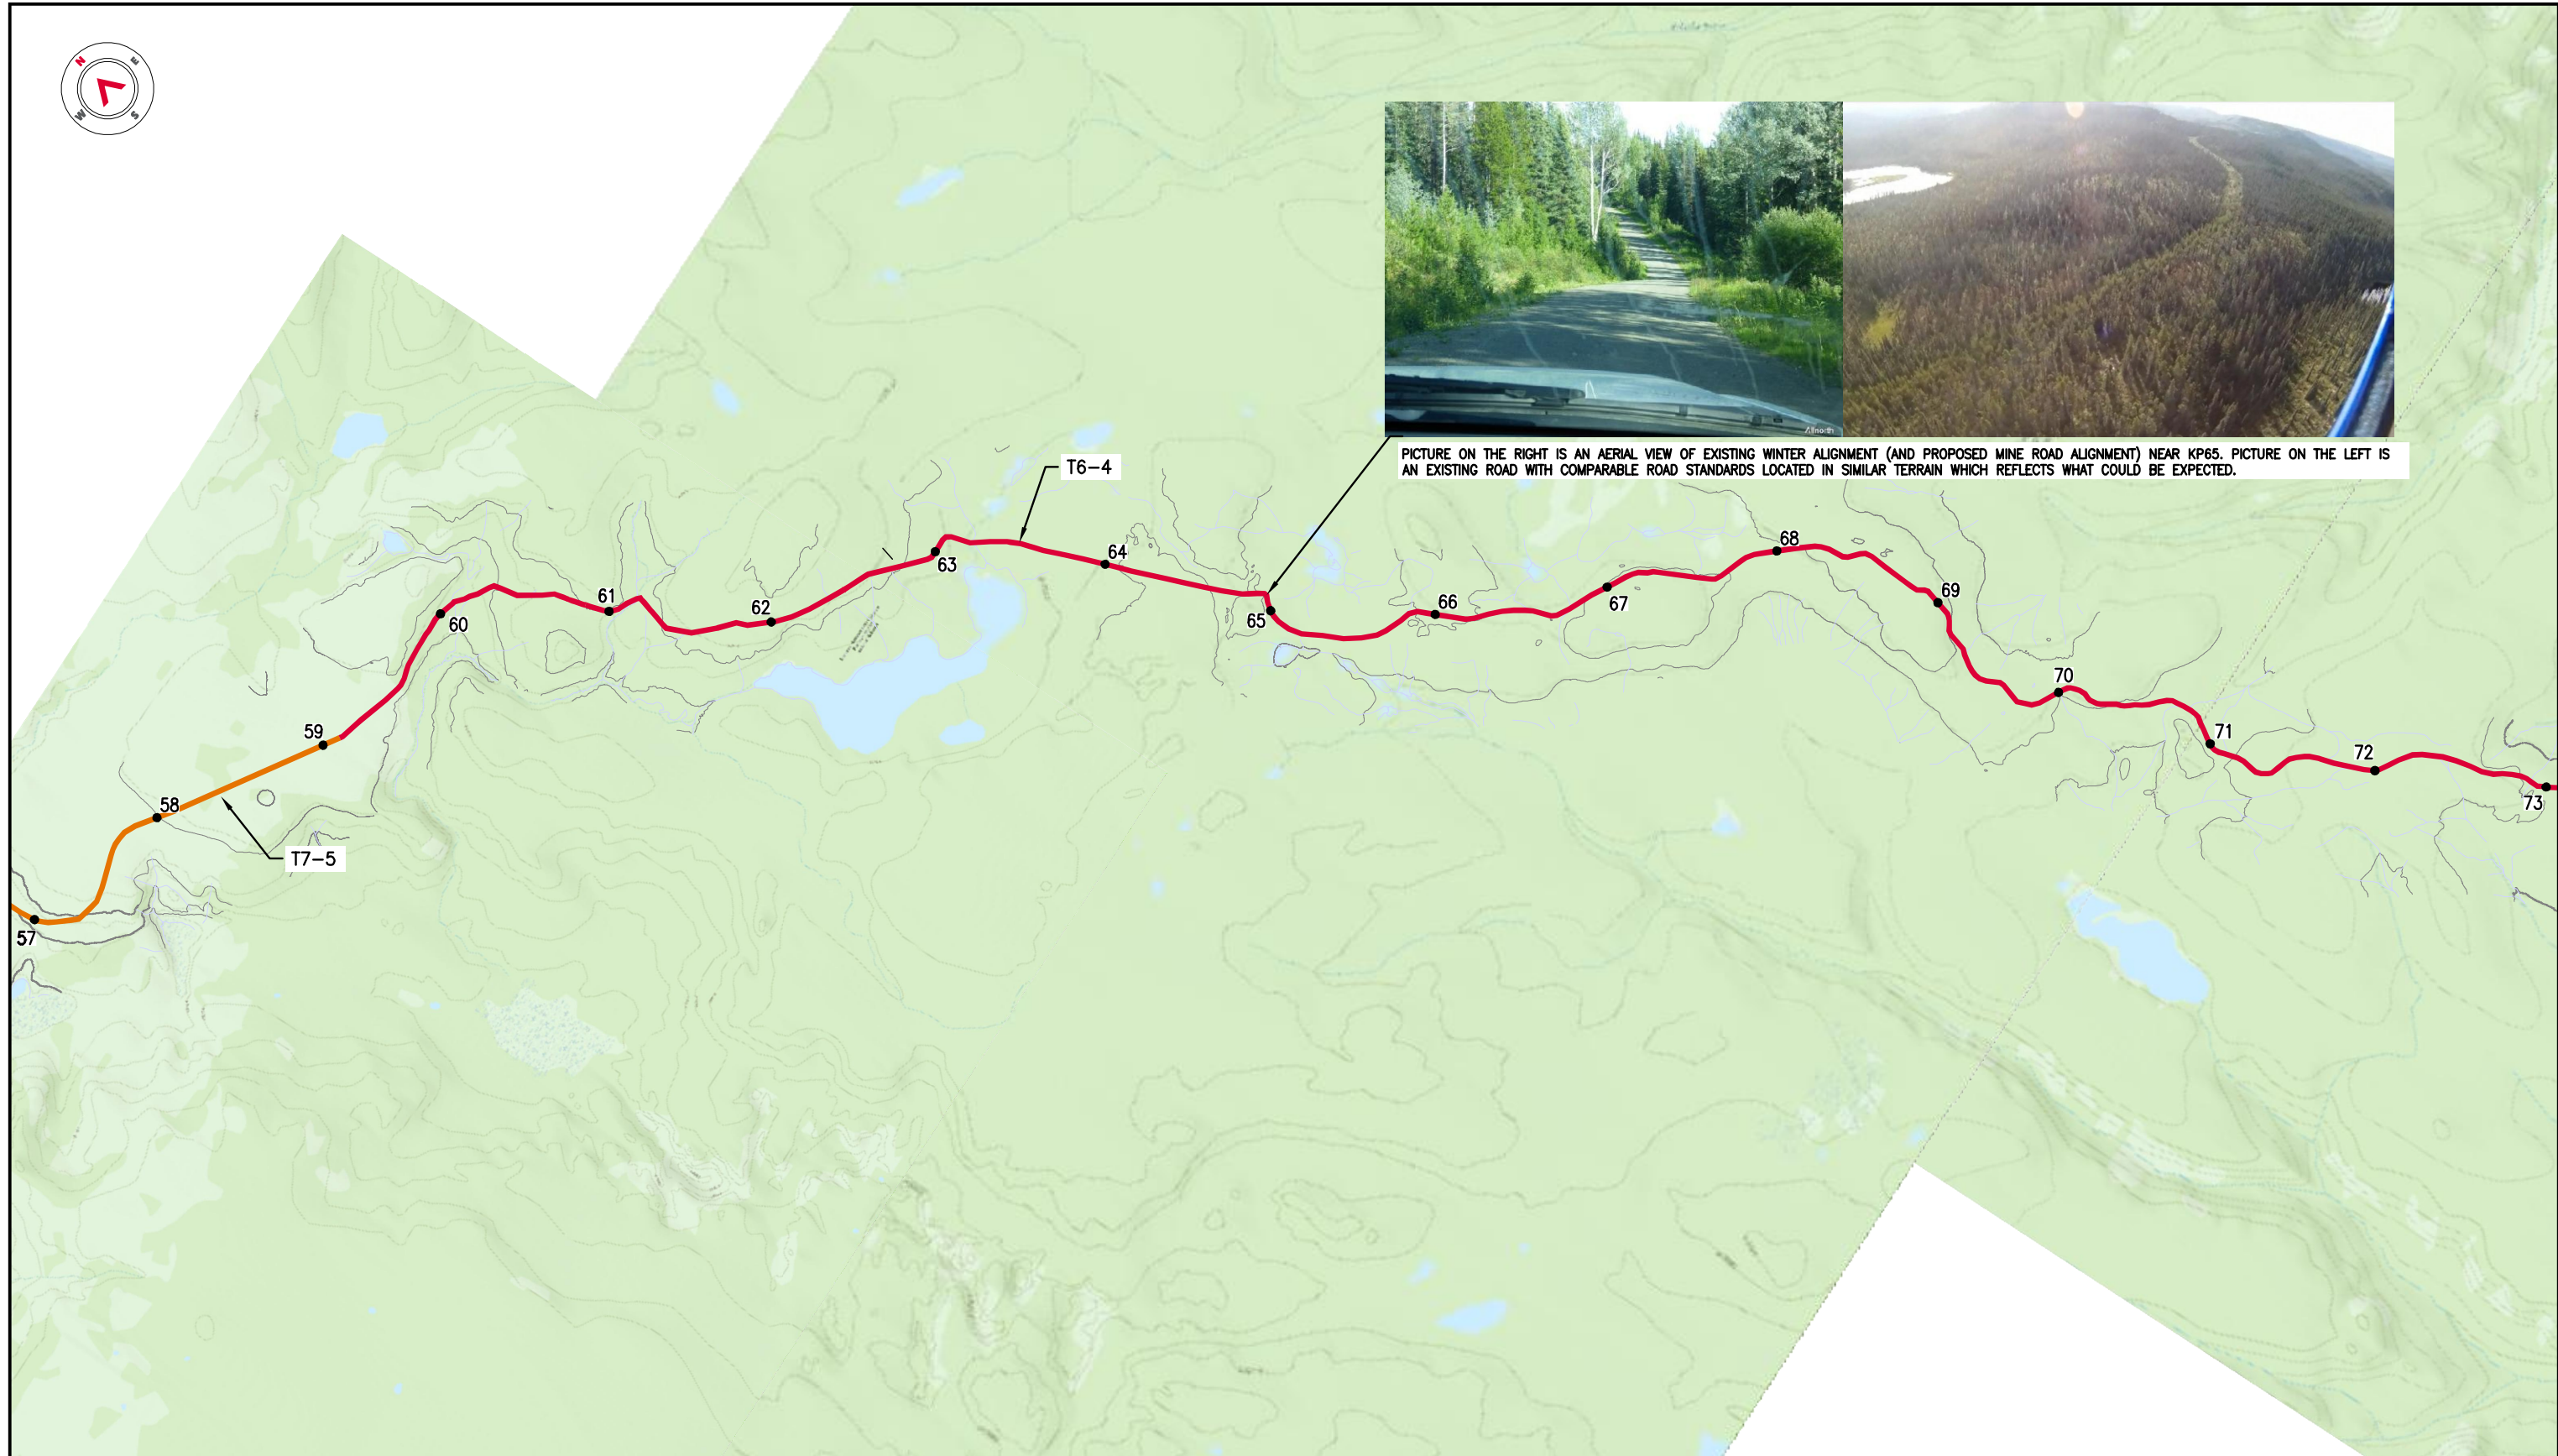 N
E
W
S
Allnorth
PICTURE ON THE RIGHT IS AN AERIAL VIEW OF EXISTING WINTER ALIGNMENT (AND PROPOSED MINE ROAD ALIGNMENT) NEAR KP65. PICTURE ON THE LEFT IS
AN EXISTING ROAD WITH COMPARABLE ROAD STANDARDS LOCATED IN SIMILAR TERRAIN WHICH REFLECTS WHAT COULD BE EXPECTED.
T6-4
T7-5
57
58
59
60
61
62
63
64
65
66
67
68
69
70
71
72
73